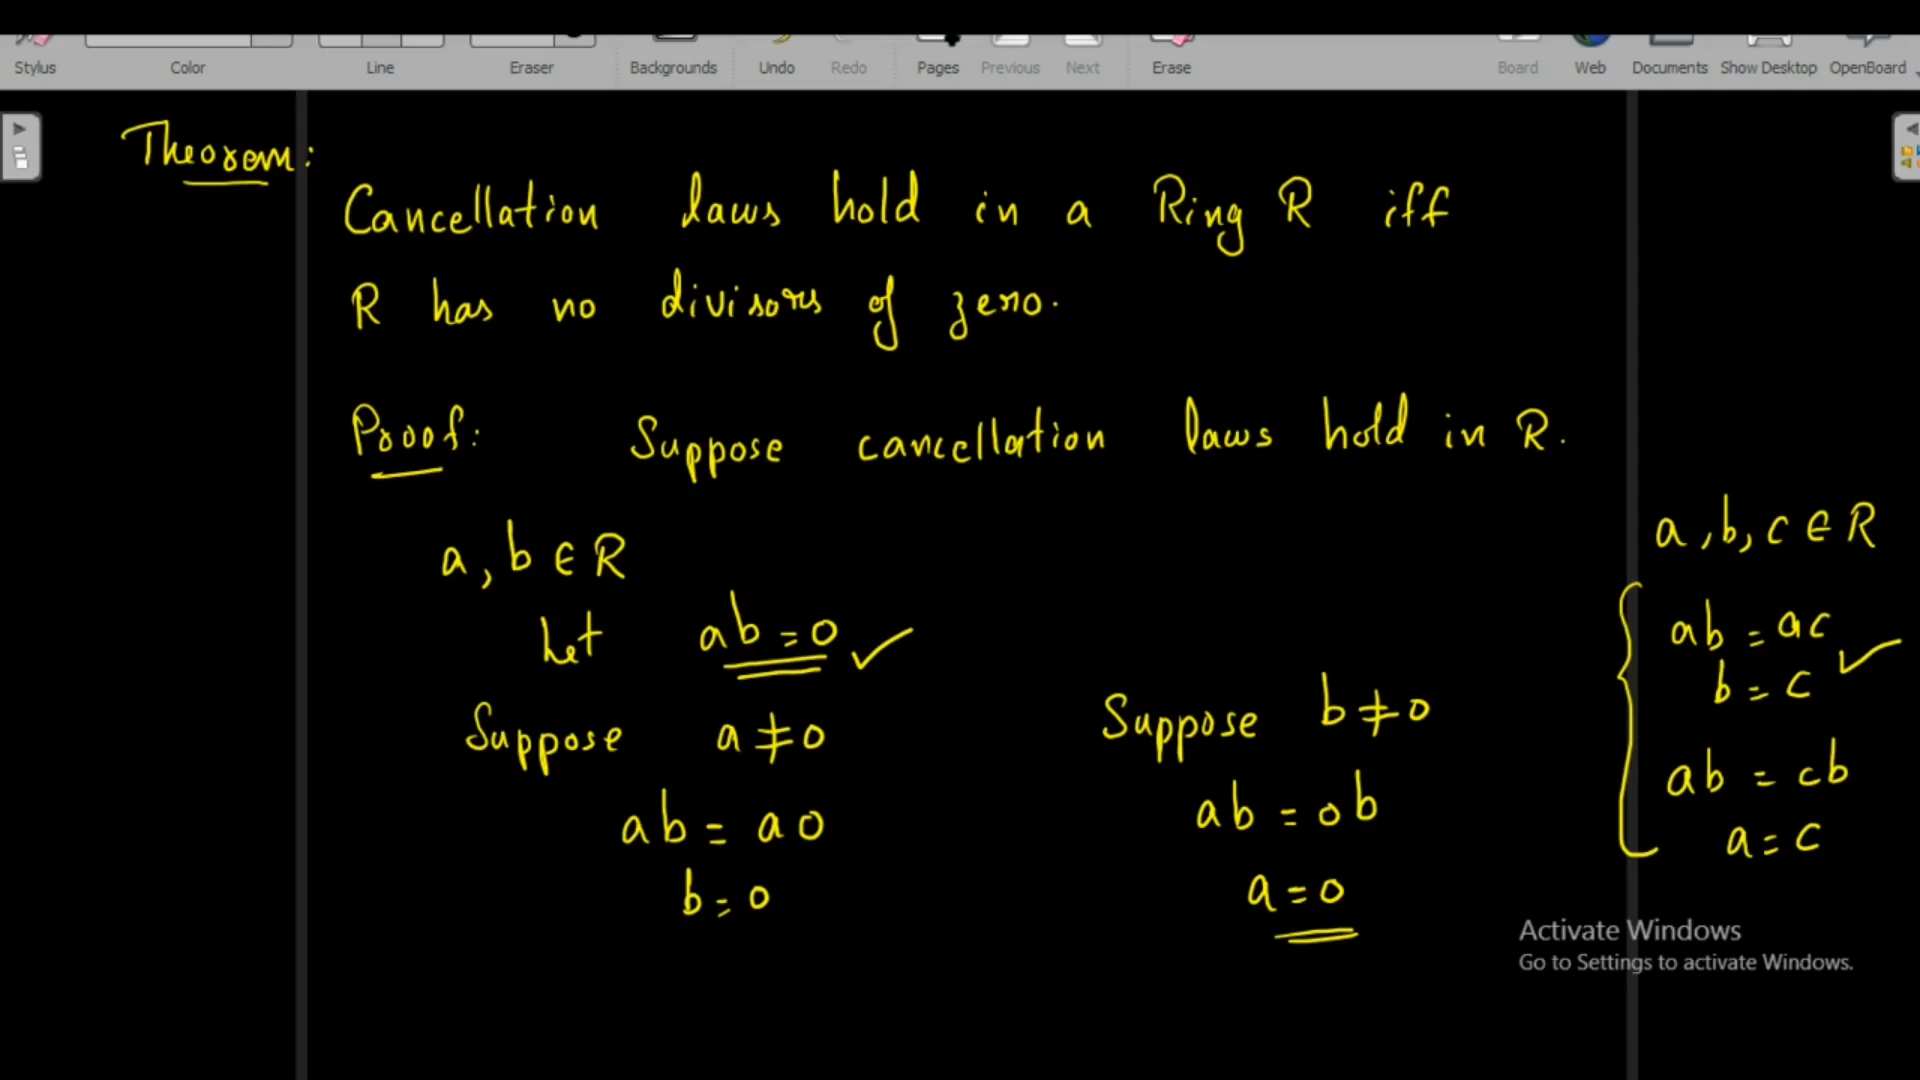 Stylus Color Line Eraser Backgrounds Undo Redo Pages Previous Next Erase Board Web Documents Show Desktop OpenBoard
Theorem:
Cancellation laws hold in a Ring R iff
R has no divisors of zero.
Proof: Suppose cancellation laws hold in R.
a, b ∈ R
Let ab = 0 ✓
Suppose a ≠ 0
ab = a0
b = 0
Suppose b ≠ 0
ab = 0b
a = 0
a, b, c ∈ R
ab = ac
b = c ✓
ab = cb
a = c
Activate Windows
Go to Settings to activate Windows.